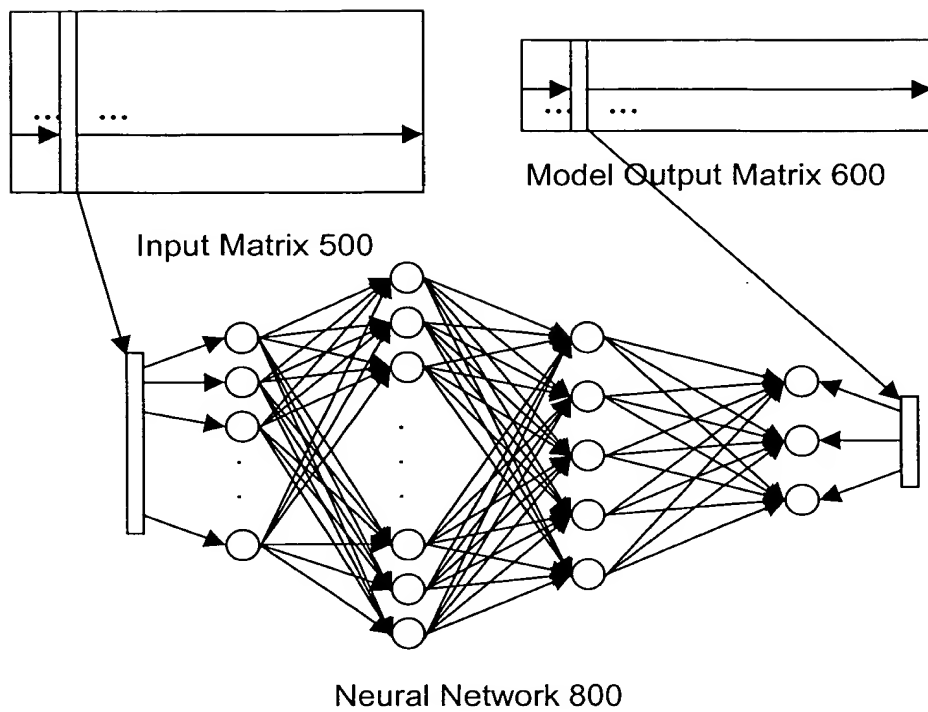 ... ...
... ...
Model Output Matrix 600
Input Matrix 500
Neural Network 800